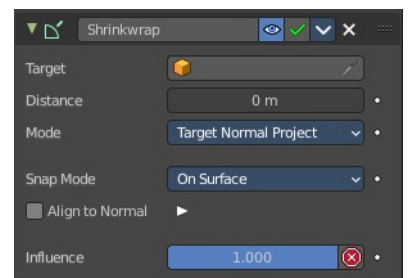 Shrinkwrap
Target
Distance 0 m
Mode Target Normal Project
Snap Mode On Surface
Align to Normal
Influence 1.000